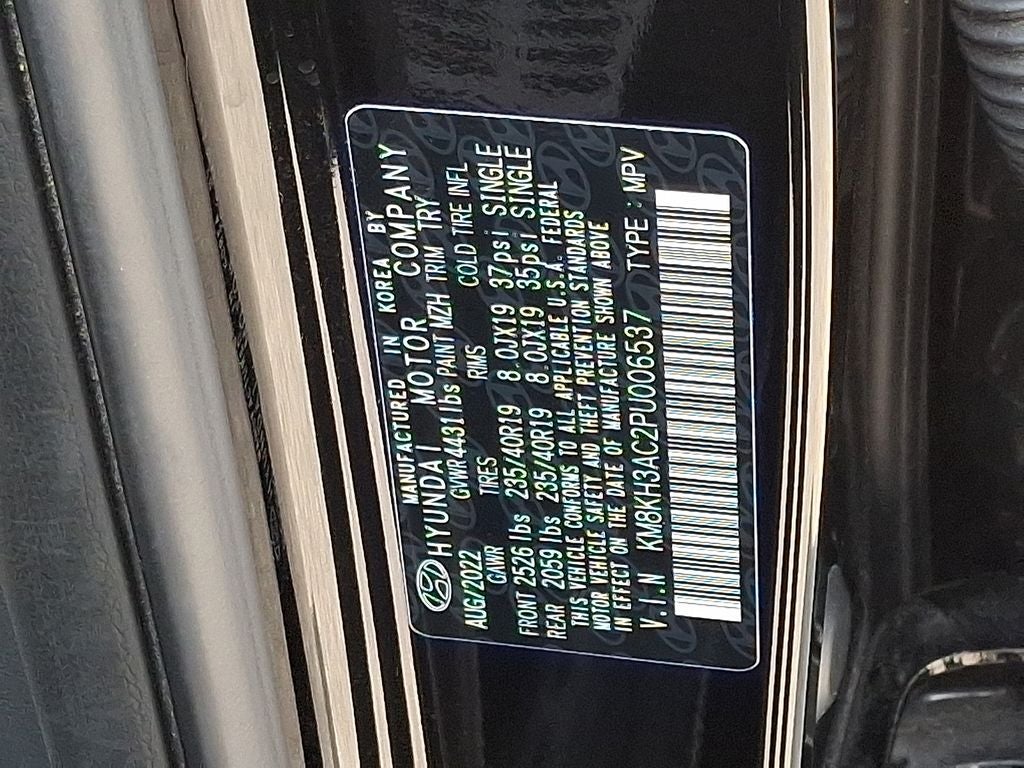 MANUFACTURED IN KOREA BY
HYUNDAI MOTOR COMPANY
AUG/2022 GVWR 4431 lbs PAINT MZH TRIM TRY
GAWR TIRES RIMS COLD TIRE INFL
FRONT 2526 lbs 235/40R19 8.0JX19 37psi SINGLE
REAR 2059 lbs 235/40R19 8.0JX19 35psi SINGLE
THIS VEHICLE CONFORMS TO ALL APPLICABLE U.S.A. FEDERAL
MOTOR VEHICLE SAFETY AND THEFT PREVENTION STANDARDS
IN EFFECT ON THE DATE OF MANUFACTURE SHOWN ABOVE
V.I.N KM8KH3AC2PU006537 TYPE : MPV